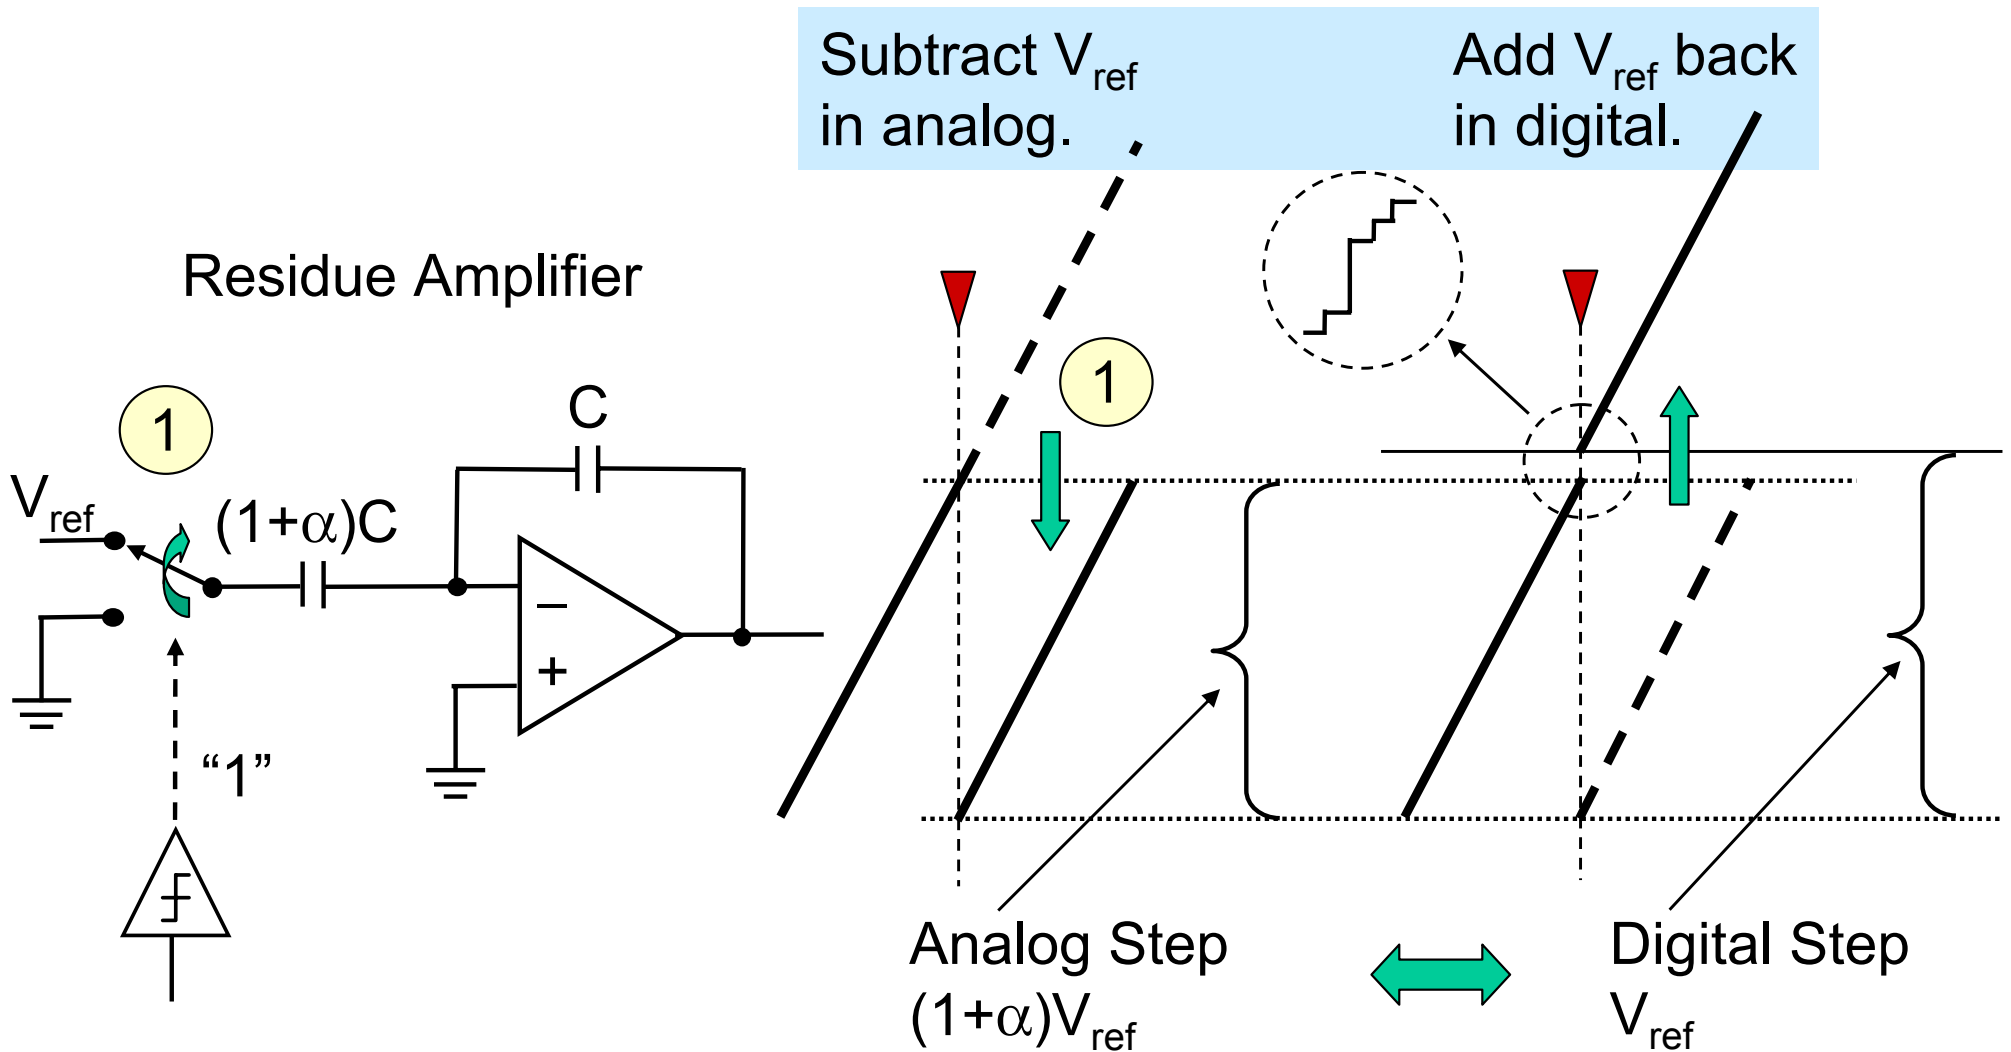 Subtract Vref
in analog.
Add Vref back
in digital.
Residue Amplifier
1
1
C
Vref
(1+α)C
−
+
“1”
Analog Step
(1+α)Vref
Digital Step
Vref